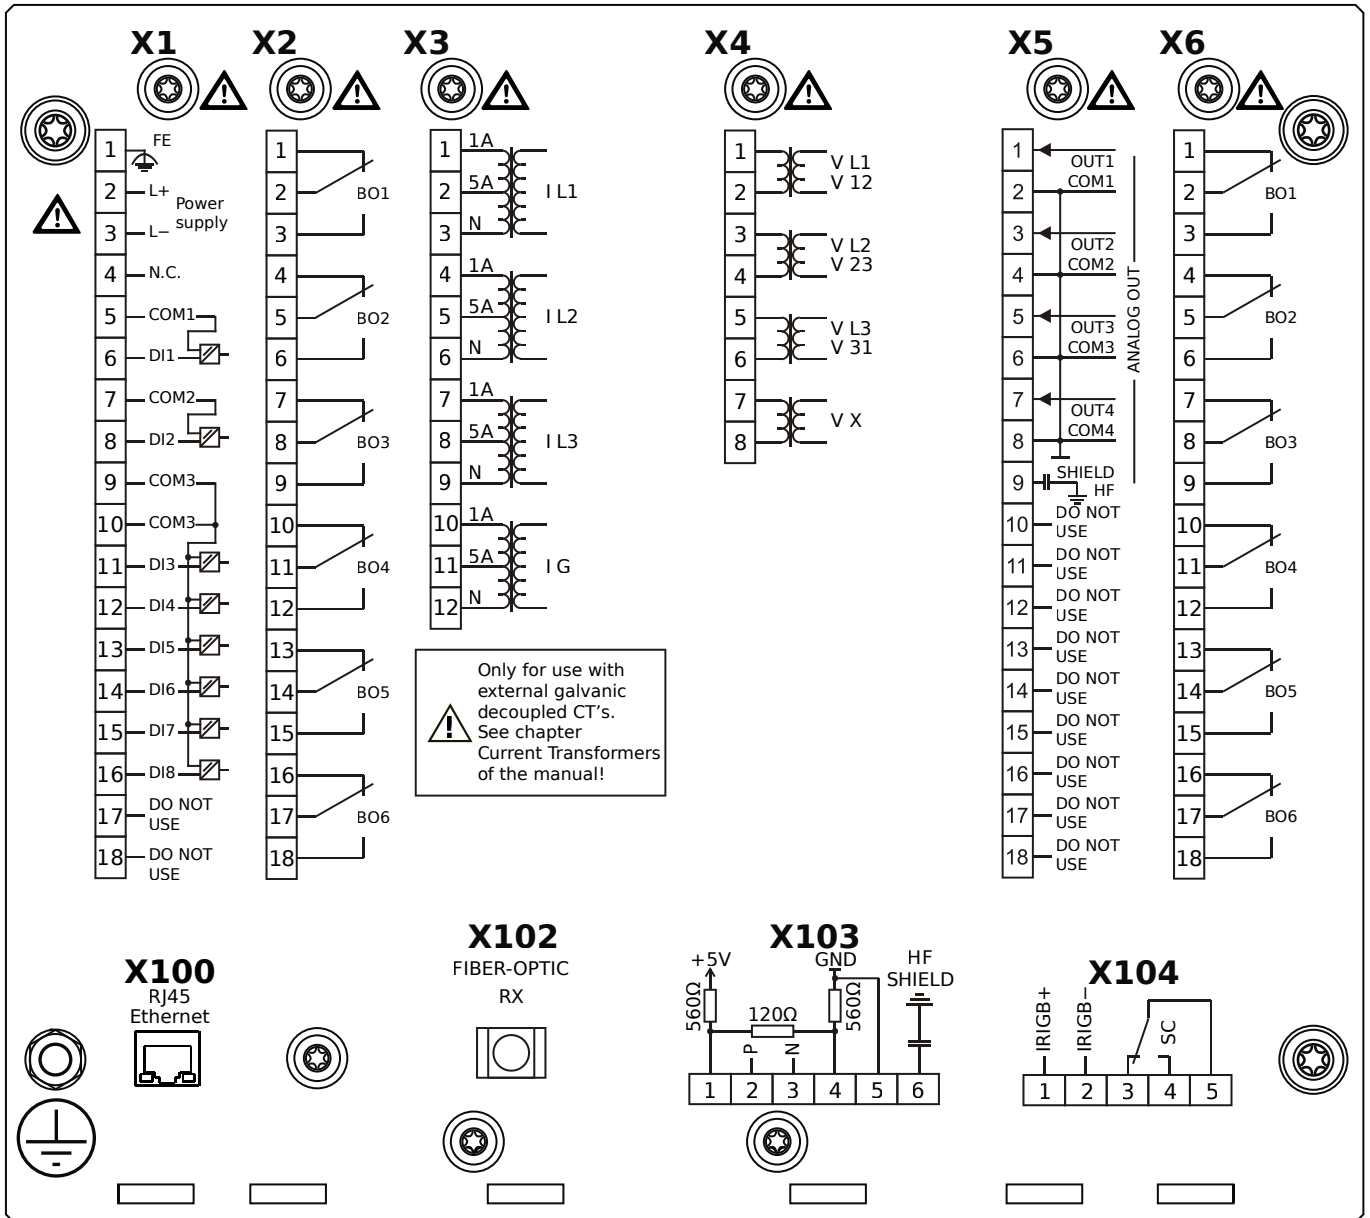 X1
X2
X3
X4
X5
X6
1 FE
2 L+
Power
supply
3 L−
4 N.C.
5 COM1
6 DI1
7 COM2
8 DI2
9 COM3
10 COM3
11 DI3
12 DI4
13 DI5
14 DI6
15 DI7
16 DI8
17 DO NOT
USE
18 DO NOT
USE
1
2 BO1
3
4
5 BO2
6
7
8 BO3
9
10
11 BO4
12
13
14 BO5
15
16
17 BO6
18
1 1A
2 5A I L1
3 N
4 1A
5 5A I L2
6 N
7 1A
8 5A I L3
9 N
10 1A
11 5A I G
12 N
Only for use with
external galvanic
decoupled CT's.
See chapter
Current Transformers
of the manual!
1 V L1
2 V 12
3 V L2
4 V 23
5 V L3
6 V 31
7
V X
8
1
OUT1
2 COM1
3
OUT2
4 COM2
5
OUT3
6 COM3
7
OUT4
8 COM4
ANALOG OUT
9 SHIELD
HF
10 DO NOT
USE
11 DO NOT
USE
12 DO NOT
USE
13 DO NOT
USE
14 DO NOT
USE
15 DO NOT
USE
16 DO NOT
USE
17 DO NOT
USE
18 DO NOT
USE
1
2 BO1
3
4
5 BO2
6
7
8 BO3
9
10
11 BO4
12
13
14 BO5
15
16
17 BO6
18
X100
RJ45
Ethernet
X102
FIBER-OPTIC
RX
X103
+5V
GND
HF
SHIELD
560Ω
120Ω
560Ω
P
N
1 2 3 4 5 6
X104
IRIGB+
IRIGB−
SC
1 2 3 4 5